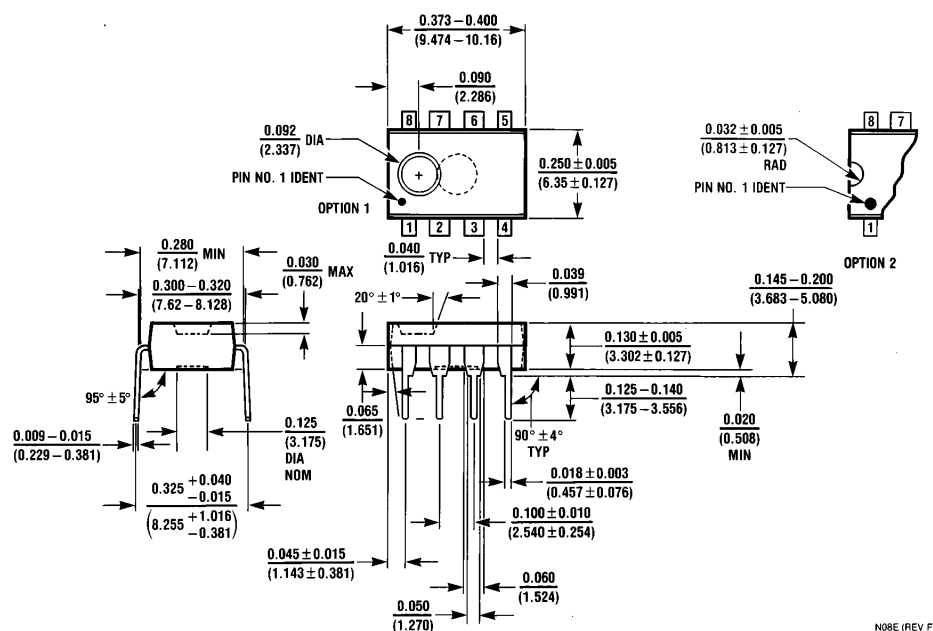 0.373–0.400
(9.474–10.16)
0.090
(2.286)
8 7 6 5
0.092 DIA
(2.337)
0.250 ± 0.005
(6.35 ± 0.127)
PIN NO. 1 IDENT
OPTION 1
1 2 3 4
8 7
0.032 ± 0.005
(0.813 ± 0.127)
RAD
PIN NO. 1 IDENT
1
OPTION 2
0.280 MIN
(7.112)
0.300–0.320
(7.62–8.128)
0.030 MAX
(0.762)
0.040 TYP
(1.016)
0.039
(0.991)
20° ± 1°
0.145–0.200
(3.683–5.080)
0.130 ± 0.005
(3.302 ± 0.127)
0.125–0.140
(3.175–3.556)
0.020
(0.508)
MIN
95° ± 5°
0.009–0.015
(0.229–0.381)
0.125
(3.175)
DIA
NOM
0.065
(1.651)
90° ± 4°
TYP
0.018 ± 0.003
(0.457 ± 0.076)
0.325 +0.040
−0.015
(8.255 +1.016
−0.381)
0.100 ± 0.010
(2.540 ± 0.254)
0.045 ± 0.015
(1.143 ± 0.381)
0.060
(1.524)
0.050
(1.270)
N08E (REV F